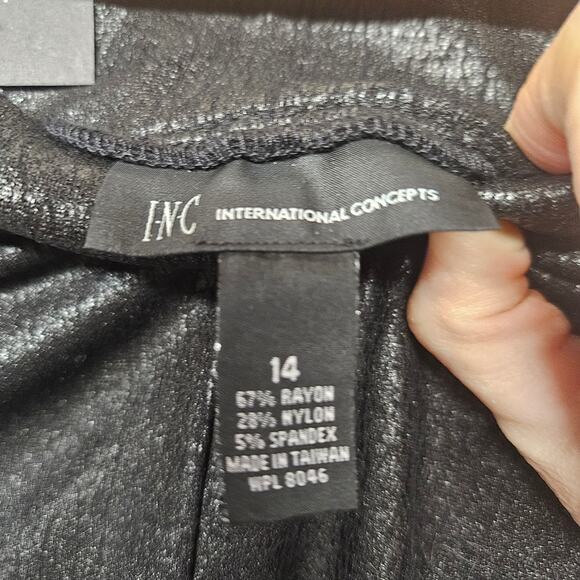 I·N·C INTERNATIONAL CONCEPTS
14
67% RAYON
28% NYLON
5% SPANDEX
MADE IN TAIWAN
WPL 8046